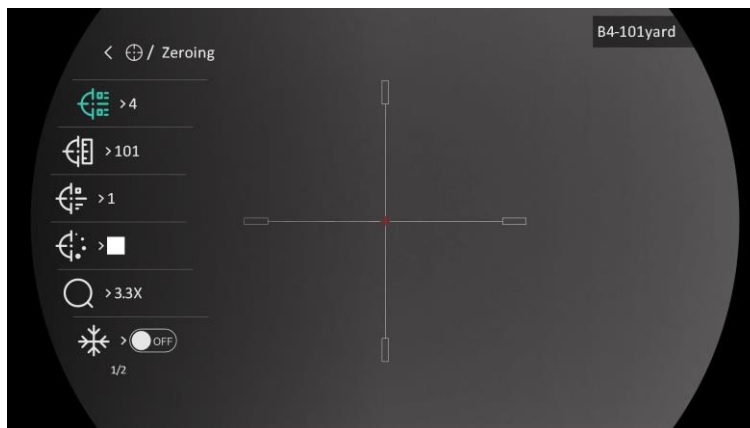 B4-101yard
< / Zeroing
>4
>101
>1
>
>3.3X
> OFF
1/2